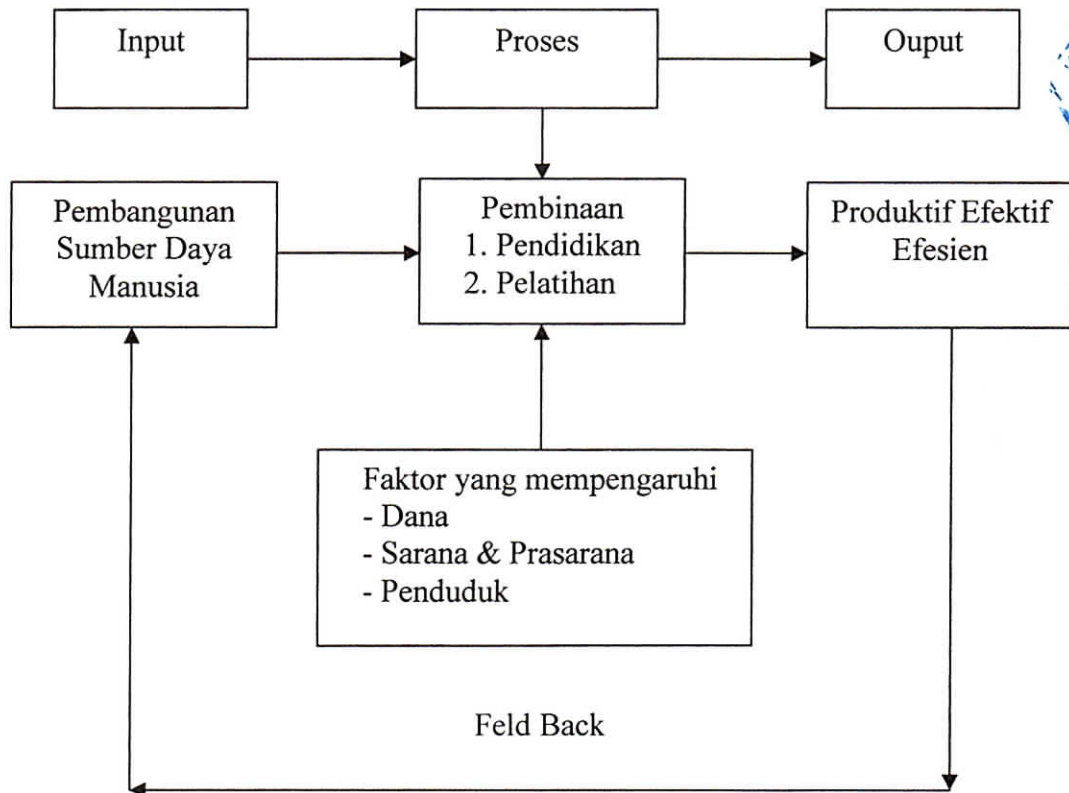 Input
Proses
Ouput
Pembangunan
Sumber Daya
Manusia
Pembinaan
1. Pendidikan
2. Pelatihan
Produktif Efektif
Efesien
Faktor yang mempengaruhi
- Dana
- Sarana & Prasarana
- Penduduk
Feld Back